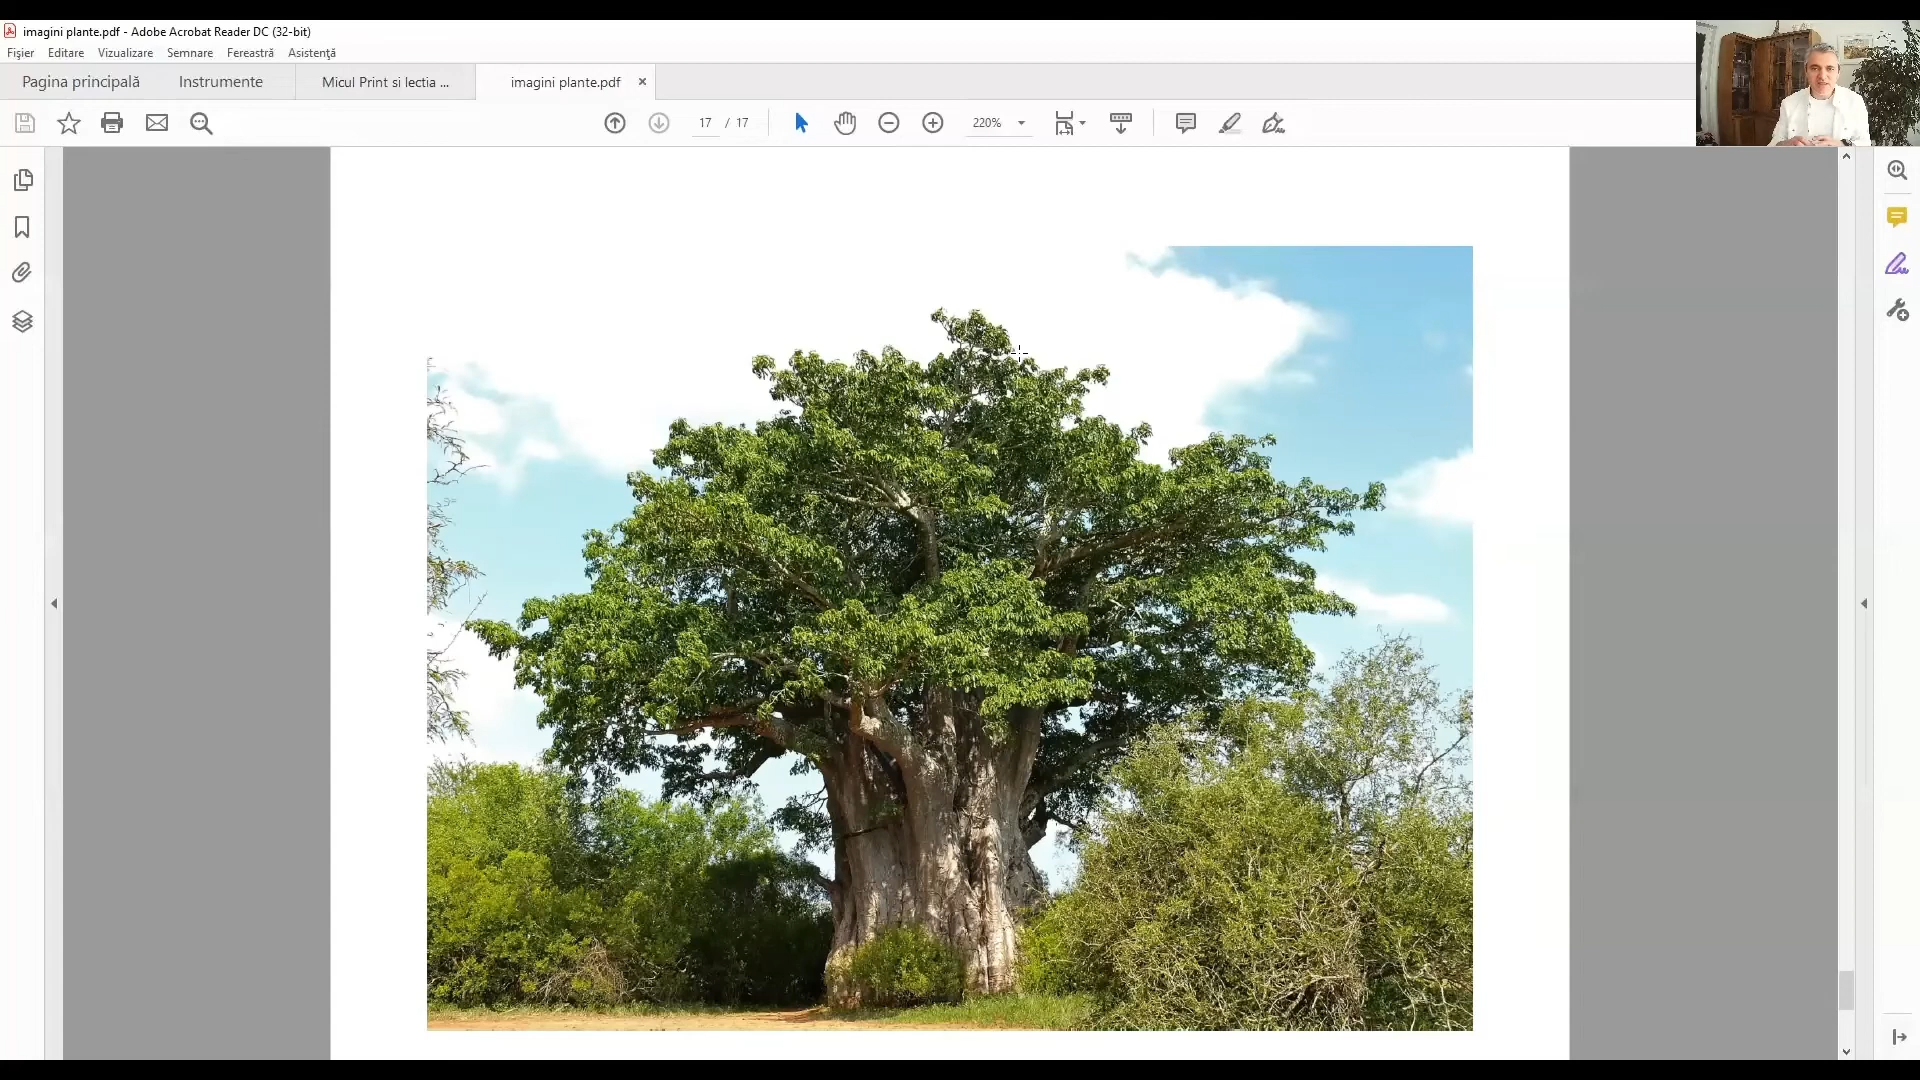 imagini plante.pdf - Adobe Acrobat Reader DC (32-bit)
Fișier Editare Vizualizare Semnare Fereastră Asistență
Pagina principală Instrumente Micul Print si lectia ... imagini plante.pdf ×
17 / 17 220%